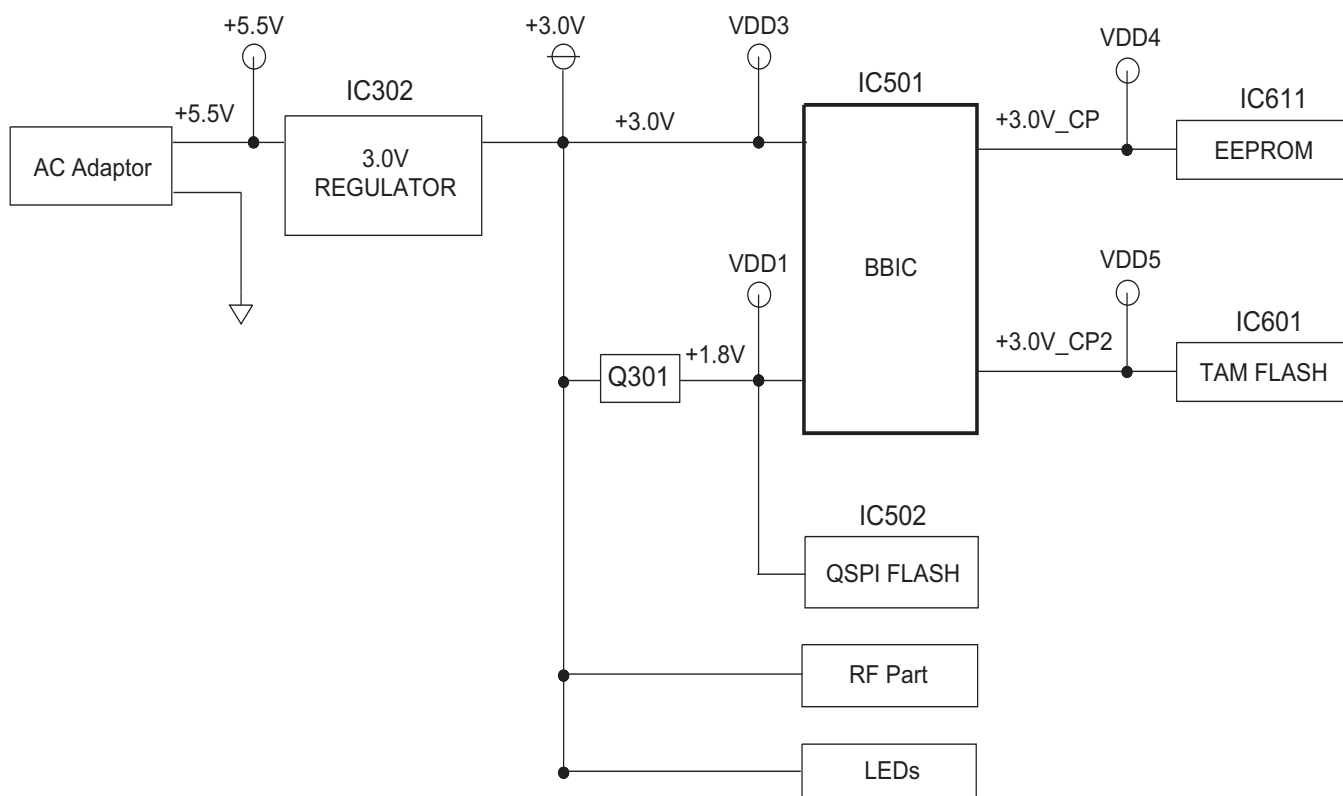 +5.5V
+3.0V
VDD3
VDD4
IC302
IC501
IC611
+5.5V
+3.0V
+3.0V_CP
AC Adaptor
3.0V
REGULATOR
EEPROM
VDD1
BBIC
VDD5
IC601
+3.0V_CP2
Q301
+1.8V
TAM FLASH
IC502
QSPI FLASH
RF Part
LEDs